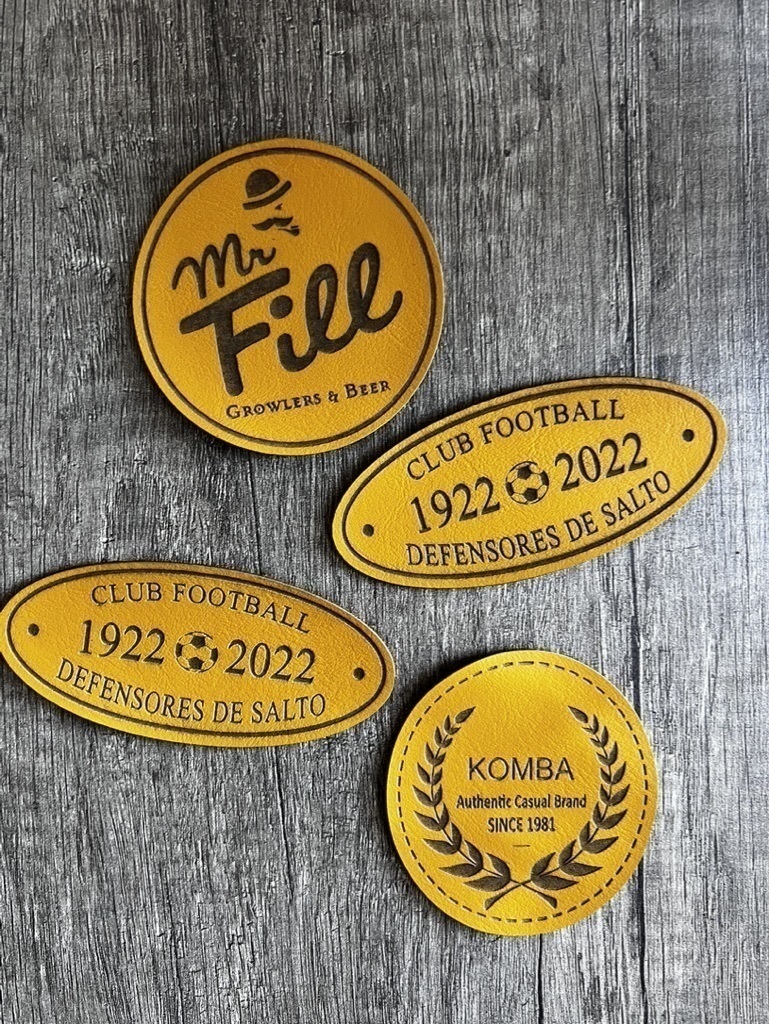 Mr
Fill
GROWLERS & BEER
CLUB FOOTBALL
1922 2022
DEFENSORES DE SALTO
CLUB FOOTBALL
1922 2022
DEFENSORES DE SALTO
KOMBA
Authentic Casual Brand
SINCE 1981